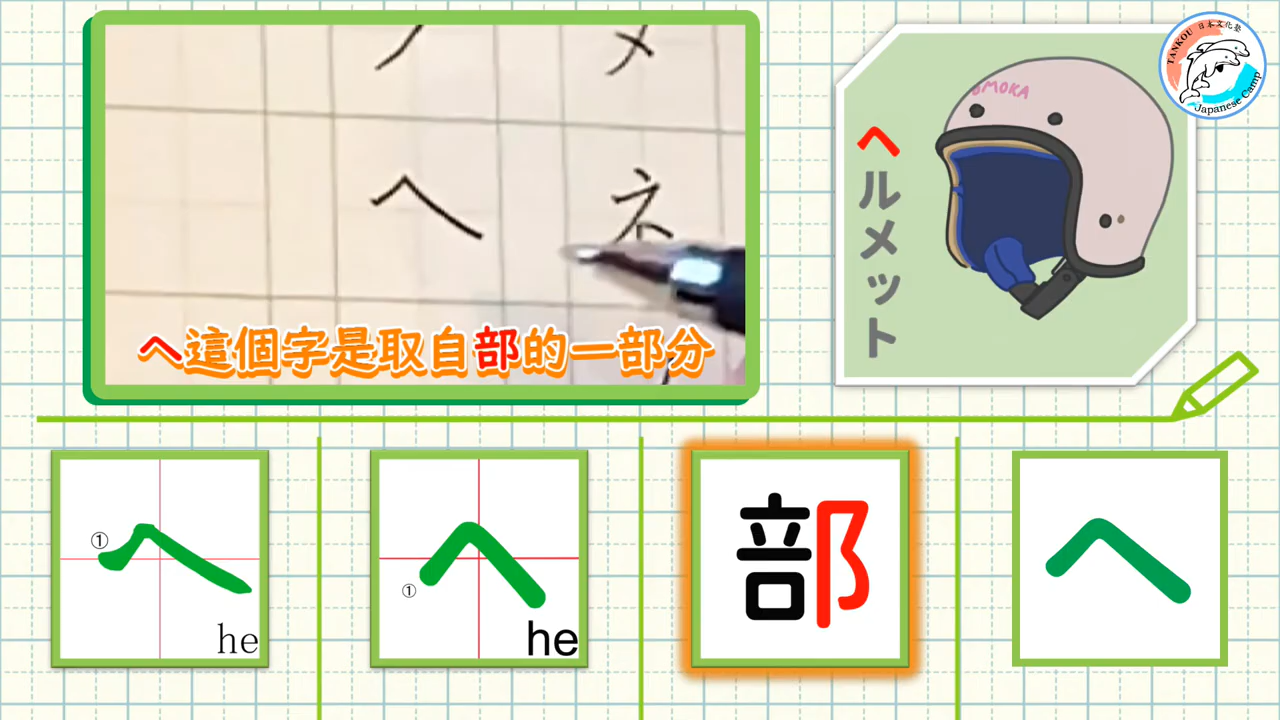 ノ
メ
ヘ
ネ
ヘ這個字是取自部的一部分
ヘルメット
OMOKA
TANKOU 日本文化塾
Japanese Camp
①
he
①
he
部
ヘ